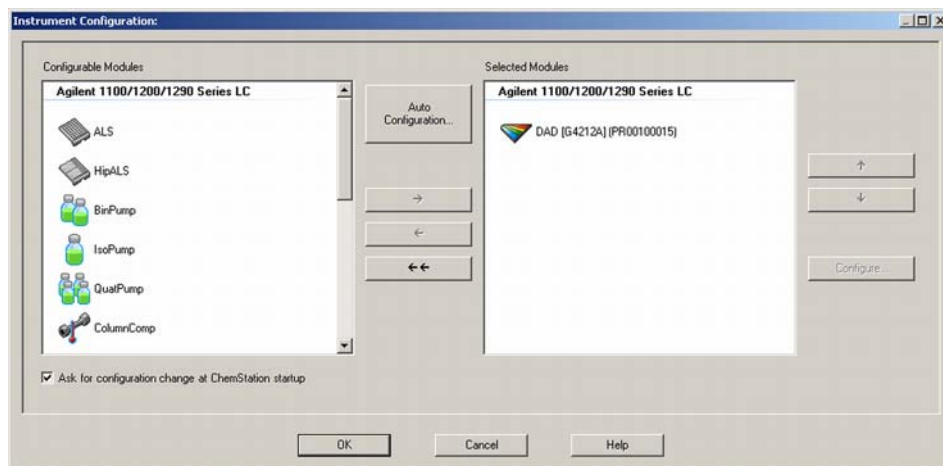 Instrument Configuration:
Configurable Modules
Agilent 1100/1200/1290 Series LC
ALS
HipALS
BinPump
IsoPump
QuatPump
ColumnComp
Auto
Configuration...
Selected Modules
Agilent 1100/1200/1290 Series LC
DAD [G4212A] (PR00100015)
Configure...
Ask for configuration change at ChemStation startup
OK
Cancel
Help